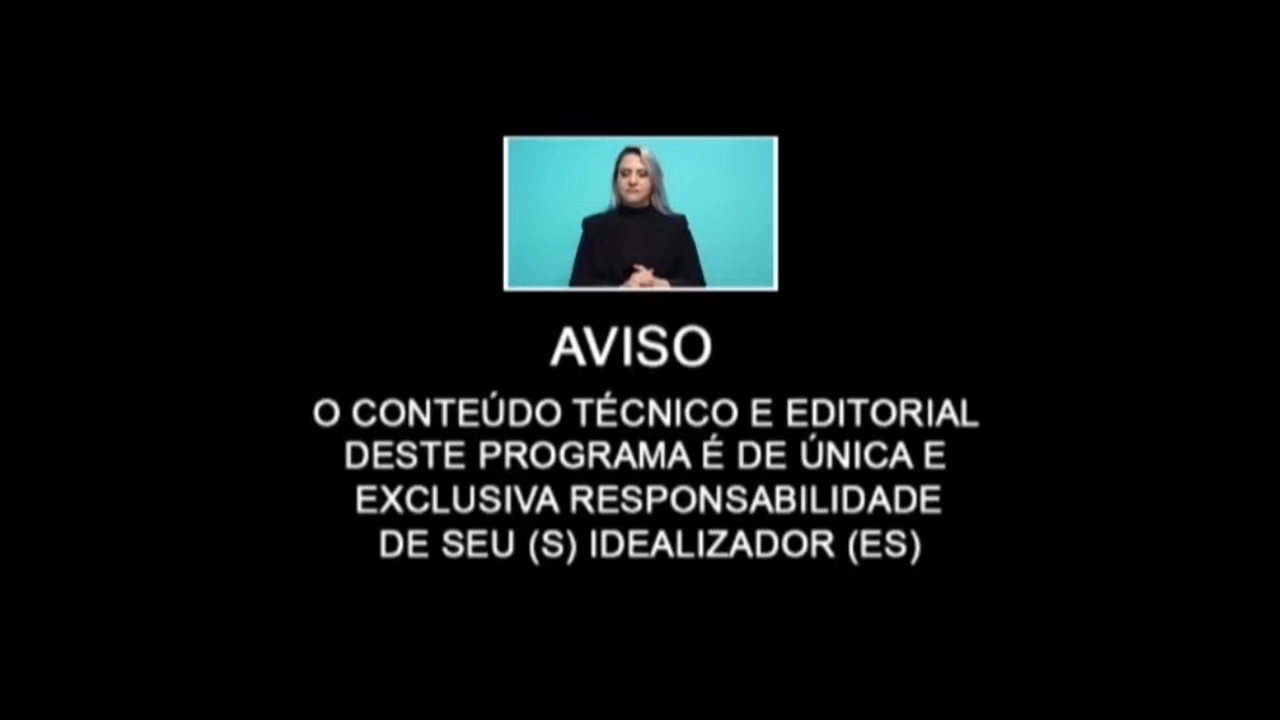 AVISO
O CONTEÚDO TÉCNICO E EDITORIAL
DESTE PROGRAMA É DE ÚNICA E
EXCLUSIVA RESPONSABILIDADE
DE SEU (S) IDEALIZADOR (ES)